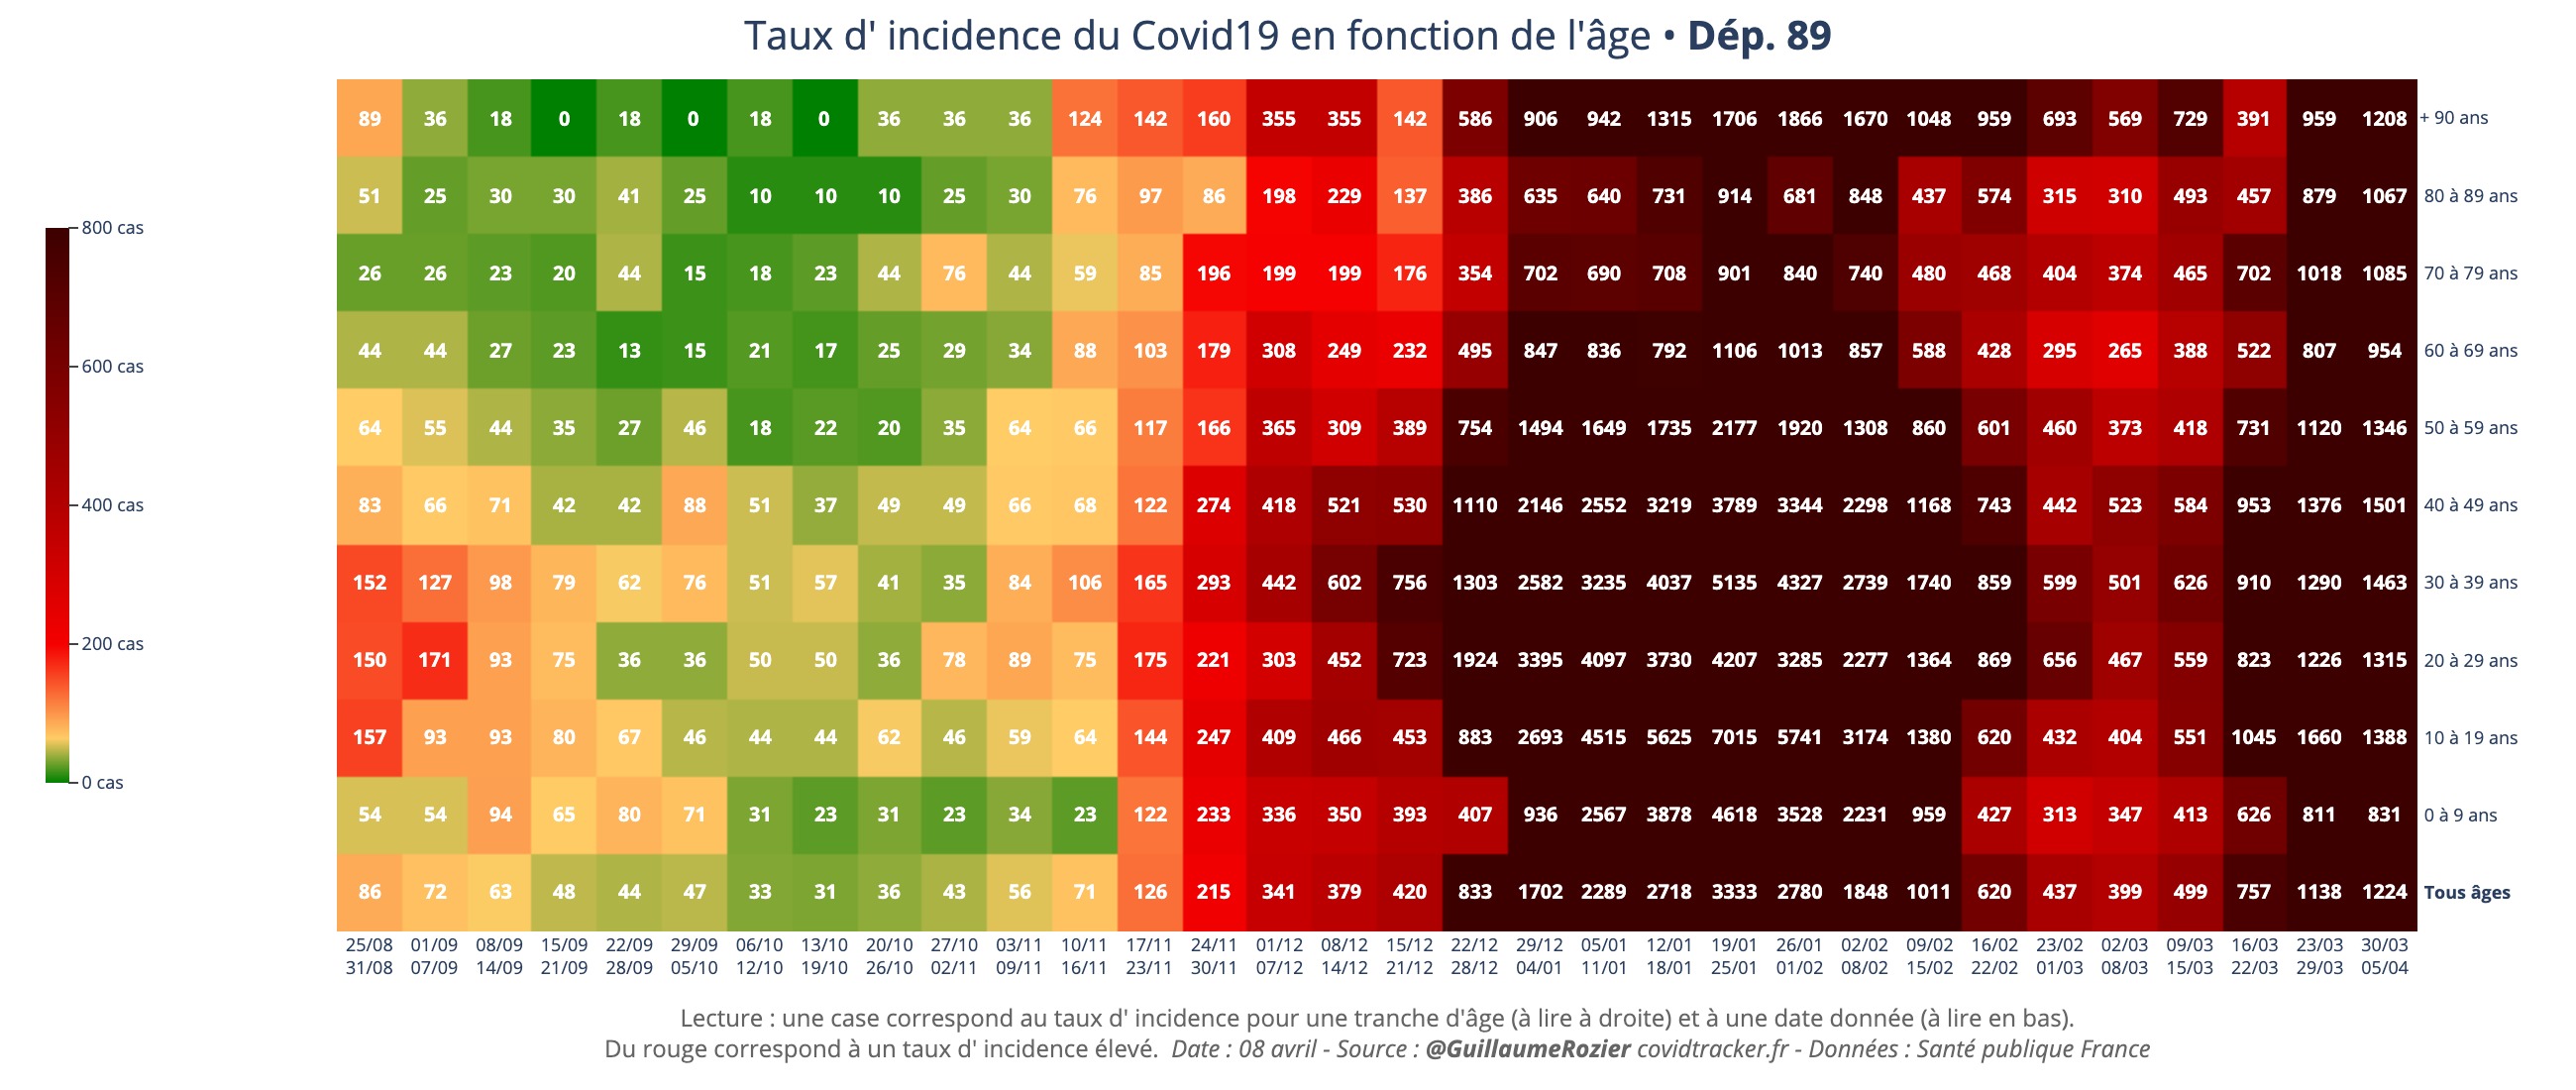 Taux d' incidence du Covid19 en fonction de l'âge • Dép. 89
800 cas
600 cas
400 cas
200 cas
0 cas
89 36 18 0 18 0 18 0 36 36 36 124 142 160 355 355 142 586 906 942 1315 1706 1866 1670 1048 959 693 569 729 391 959 1208 + 90 ans
51 25 30 30 41 25 10 10 10 25 30 76 97 86 198 229 137 386 635 640 731 914 681 848 437 574 315 310 493 457 879 1067 80 à 89 ans
26 26 23 20 44 15 18 23 44 76 44 59 85 196 199 199 176 354 702 690 708 901 840 740 480 468 404 374 465 702 1018 1085 70 à 79 ans
44 44 27 23 13 15 21 17 25 29 34 88 103 179 308 249 232 495 847 836 792 1106 1013 857 588 428 295 265 388 522 807 954 60 à 69 ans
64 55 44 35 27 46 18 22 20 35 64 66 117 166 365 309 389 754 1494 1649 1735 2177 1920 1308 860 601 460 373 418 731 1120 1346 50 à 59 ans
83 66 71 42 42 88 51 37 49 49 66 68 122 274 418 521 530 1110 2146 2552 3219 3789 3344 2298 1168 743 442 523 584 953 1376 1501 40 à 49 ans
152 127 98 79 62 76 51 57 41 35 84 106 165 293 442 602 756 1303 2582 3235 4037 5135 4327 2739 1740 859 599 501 626 910 1290 1463 30 à 39 ans
150 171 93 75 36 36 50 50 36 78 89 75 175 221 303 452 723 1924 3395 4097 3730 4207 3285 2277 1364 869 656 467 559 823 1226 1315 20 à 29 ans
157 93 93 80 67 46 44 44 62 46 59 64 144 247 409 466 453 883 2693 4515 5625 7015 5741 3174 1380 620 432 404 551 1045 1660 1388 10 à 19 ans
54 54 94 65 80 71 31 23 31 23 34 23 122 233 336 350 393 407 936 2567 3878 4618 3528 2231 959 427 313 347 413 626 811 831 0 à 9 ans
86 72 63 48 44 47 33 31 36 43 56 71 126 215 341 379 420 833 1702 2289 2718 3333 2780 1848 1011 620 437 399 499 757 1138 1224 Tous âges
25/08 01/09 08/09 15/09 22/09 29/09 06/10 13/10 20/10 27/10 03/11 10/11 17/11 24/11 01/12 08/12 15/12 22/12 29/12 05/01 12/01 19/01 26/01 02/02 09/02 16/02 23/02 02/03 09/03 16/03 23/03 30/03
31/08 07/09 14/09 21/09 28/09 05/10 12/10 19/10 26/10 02/11 09/11 16/11 23/11 30/11 07/12 14/12 21/12 28/12 04/01 11/01 18/01 25/01 01/02 08/02 15/02 22/02 01/03 08/03 15/03 22/03 29/03 05/04
Lecture : une case correspond au taux d' incidence pour une tranche d'âge (à lire à droite) et à une date donnée (à lire en bas).
Du rouge correspond à un taux d' incidence élevé. Date : 08 avril - Source : @GuillaumeRozier covidtracker.fr - Données : Santé publique France